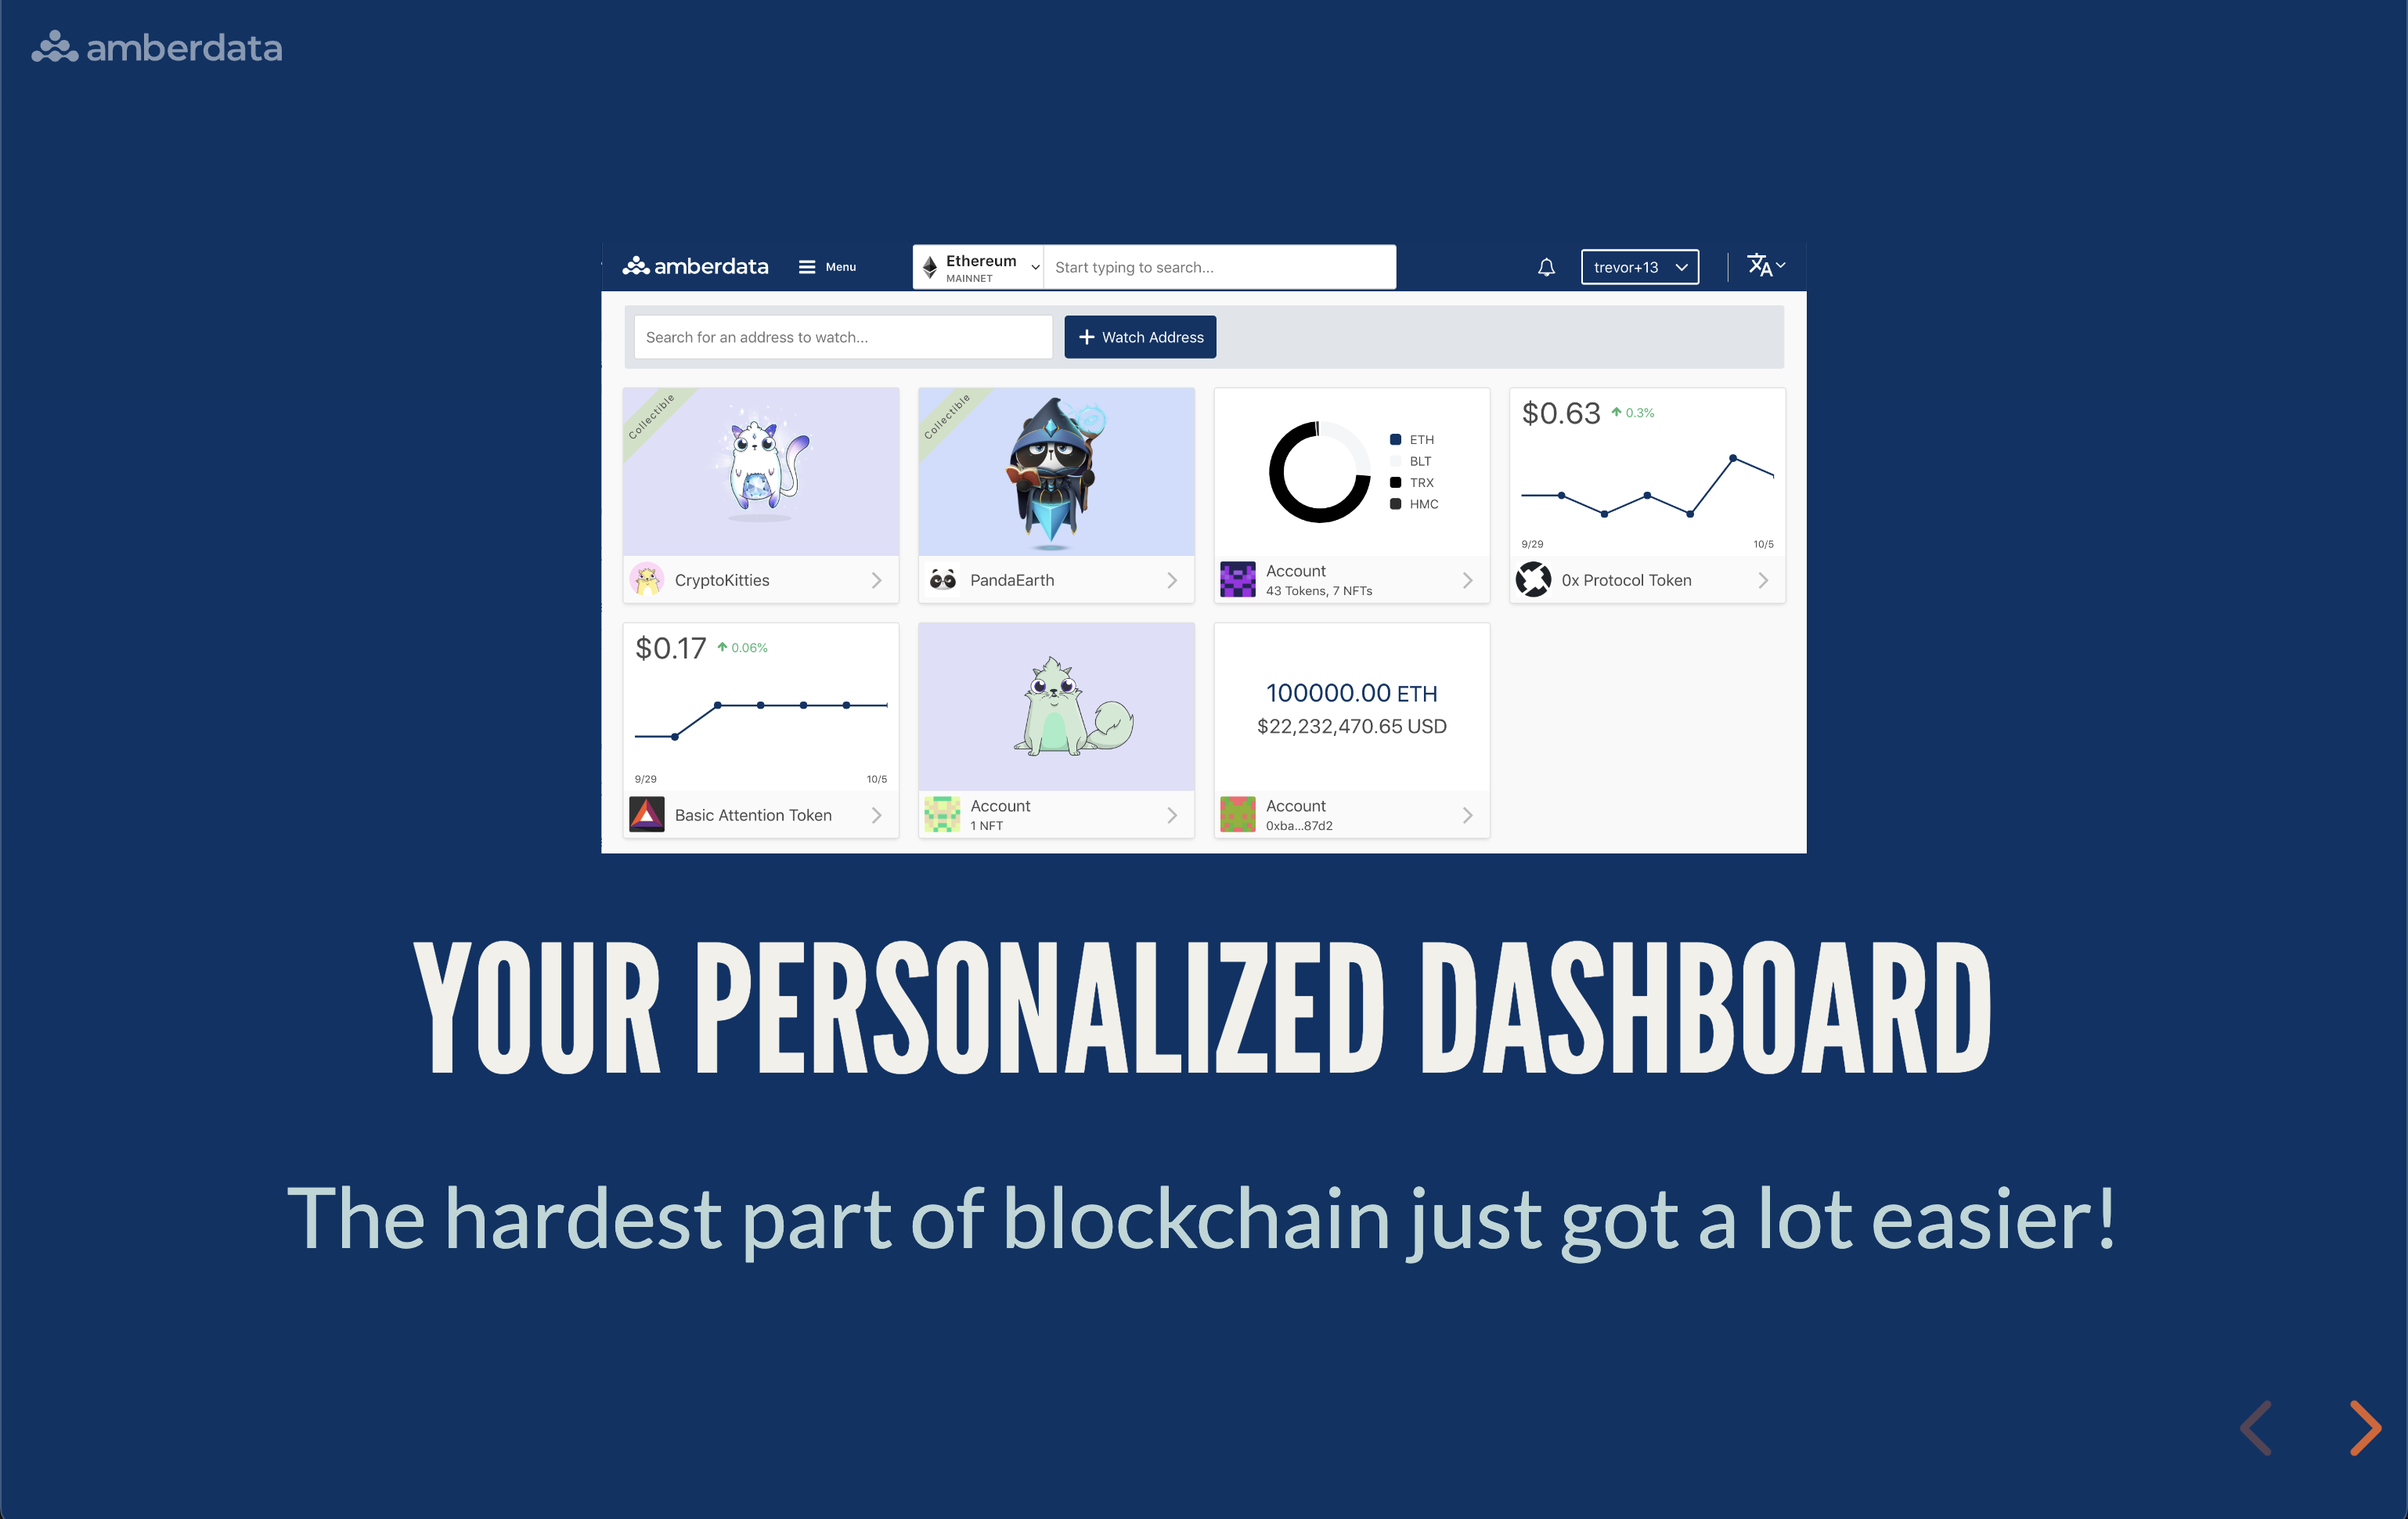 amberdata
amberdata
Menu
Ethereum
MAINNET
Start typing to search...
trevor+13
Search for an address to watch...
+ Watch Address
Collectible
CryptoKitties
Collectible
PandaEarth
ETH
BLT
TRX
HMC
Account
43 Tokens, 7 NFTs
$0.63 0.3%
9/29 10/5
0x Protocol Token
$0.17 0.06%
9/29 10/5
Basic Attention Token
Account
1 NFT
100000.00 ETH
$22,232,470.65 USD
Account
0xba...87d2
YOUR PERSONALIZED DASHBOARD
The hardest part of blockchain just got a lot easier!